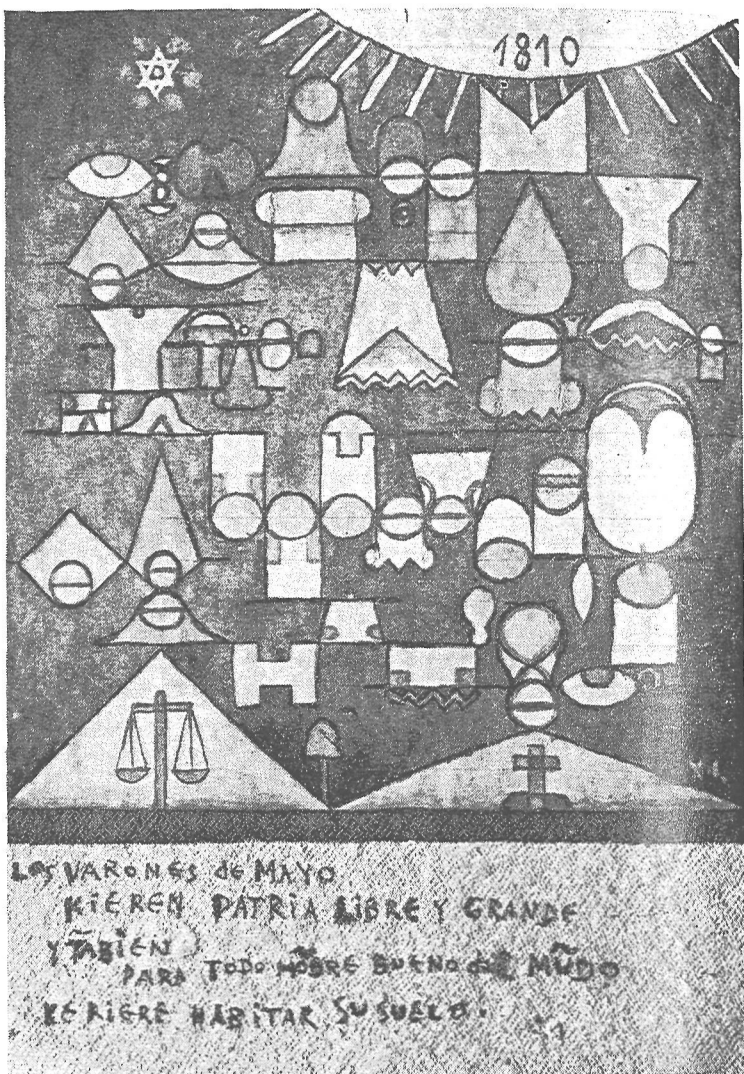 1810
LOS VARONES de MAYO
KIEREN PATRIA LIBRE Y GRANDE
Y TÃBIEN
PARA TODO HÕBRE BUENO del MŨDO
KE KIERE HABITAR SU SUELO.